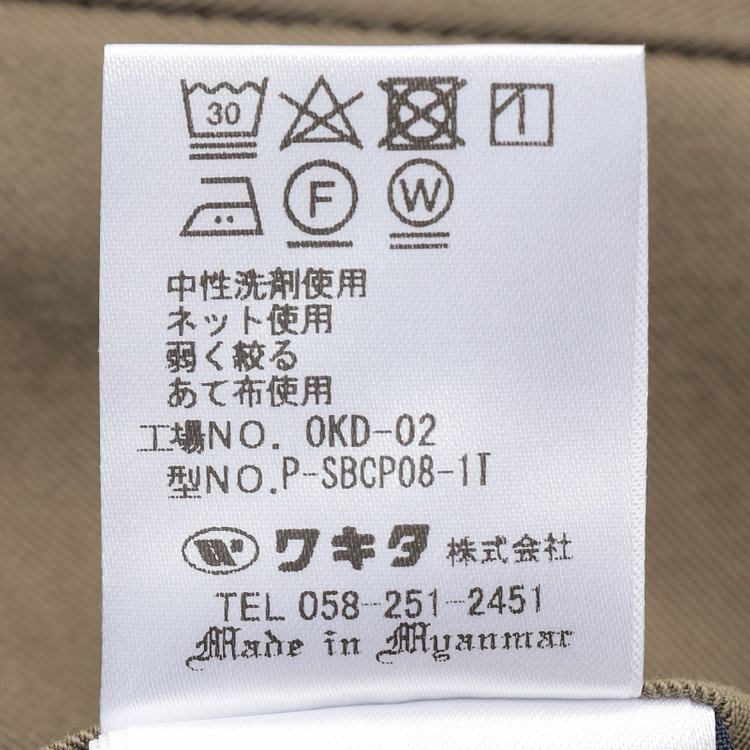 30
F W
中性洗剤使用
ネット使用
弱く絞る
あて布使用
工場NO. OKD-02
型NO. P-SBCP08-1T
W ワキタ 株式会社
TEL 058-251-2451
Made in Myanmar